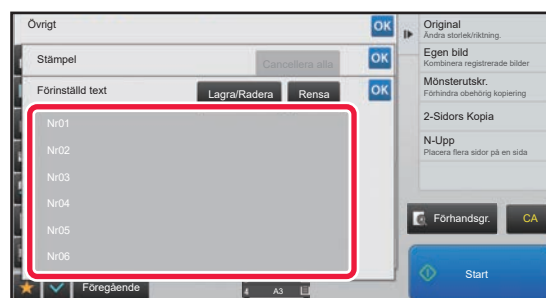 Övrigt
OK
Stämpel
Cancellera alla
OK
Förinställd text
Lagra/Radera
Rensa
OK
Nr01
Nr02
Nr03
Nr04
Nr05
Nr06
Föregående
4 A3
Original
Ändra storlek/riktning.
Egen bild
Kombinera registrerade bilder
Mönsterutskr.
Förhindra obehörig kopiering
2-Sidors Kopia
N-Upp
Placera flera sidor på en sida
Förhandsgr.
CA
Start